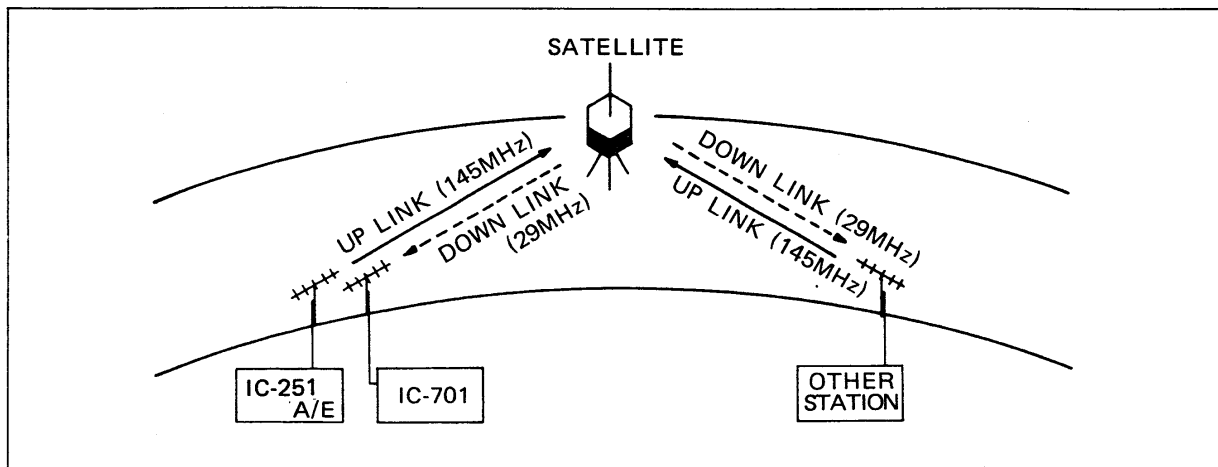 SATELLITE
UP LINK (145MHz)
DOWN LINK
(29MHz)
DOWN LINK (29MHz)
UP LINK (145MHz)
IC-251
A/E
IC-701
OTHER
STATION